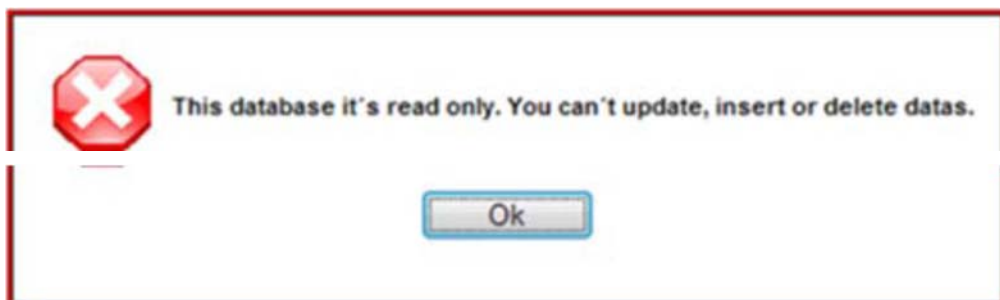 This database it´s read only. You can´t update, insert or delete datas.
Ok